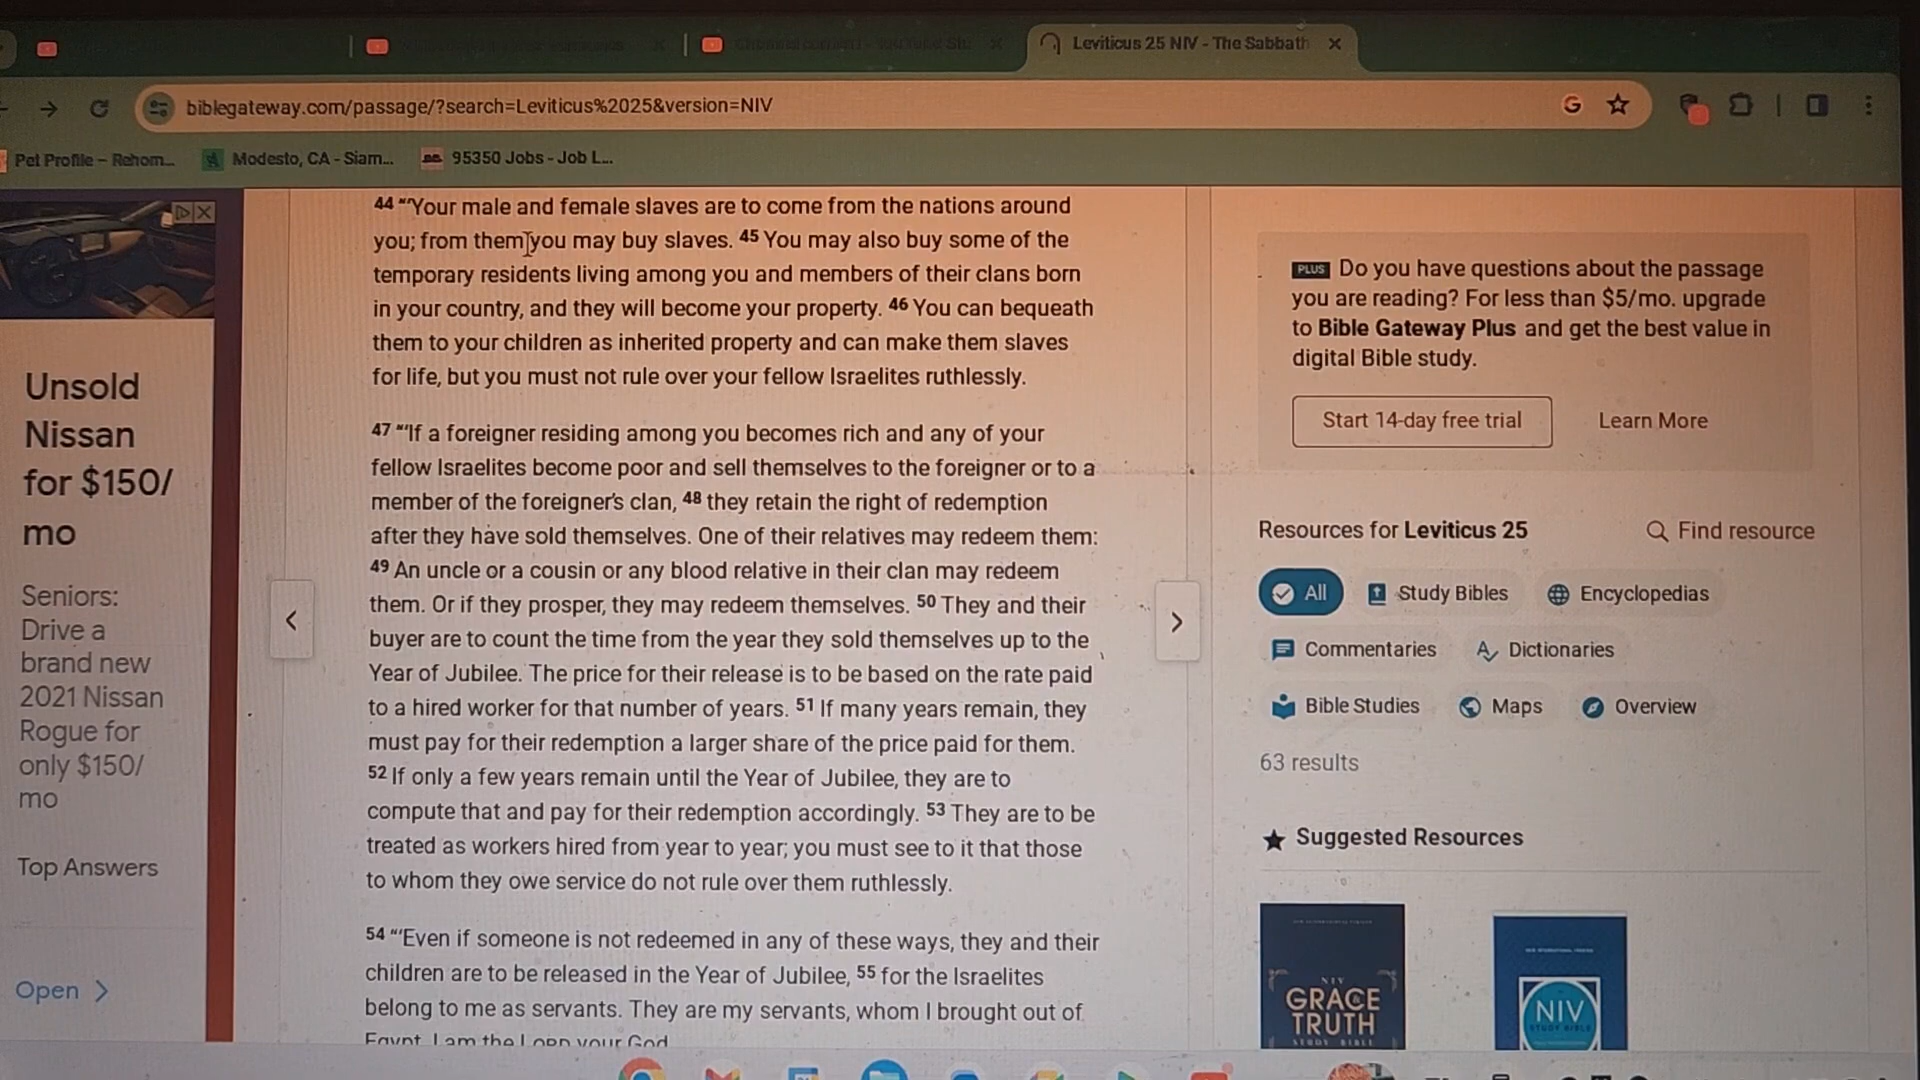 Leviticus 25 NIV - The Sabbath
biblegateway.com/passage/?search=Leviticus%2025&version=NIV
Pet Profile – Rehom...
Modesto, CA - Siam...
95350 Jobs - Job L...
44 “‘Your male and female slaves are to come from the nations around
you; from them you may buy slaves. 45 You may also buy some of the
temporary residents living among you and members of their clans born
in your country, and they will become your property. 46 You can bequeath
them to your children as inherited property and can make them slaves
for life, but you must not rule over your fellow Israelites ruthlessly.
47 “‘If a foreigner residing among you becomes rich and any of your
fellow Israelites become poor and sell themselves to the foreigner or to a
member of the foreigner’s clan, 48 they retain the right of redemption
after they have sold themselves. One of their relatives may redeem them:
49 An uncle or a cousin or any blood relative in their clan may redeem
them. Or if they prosper, they may redeem themselves. 50 They and their
buyer are to count the time from the year they sold themselves up to the
Year of Jubilee. The price for their release is to be based on the rate paid
to a hired worker for that number of years. 51 If many years remain, they
must pay for their redemption a larger share of the price paid for them.
52 If only a few years remain until the Year of Jubilee, they are to
compute that and pay for their redemption accordingly. 53 They are to be
treated as workers hired from year to year; you must see to it that those
to whom they owe service do not rule over them ruthlessly.
54 “‘Even if someone is not redeemed in any of these ways, they and their
children are to be released in the Year of Jubilee, 55 for the Israelites
belong to me as servants. They are my servants, whom I brought out of
Egypt. I am the LORD your God.
Unsold
Nissan
for $150/
mo
Seniors:
Drive a
brand new
2021 Nissan
Rogue for
only $150/
mo
Top Answers
Open
PLUS Do you have questions about the passage
you are reading? For less than $5/mo. upgrade
to Bible Gateway Plus and get the best value in
digital Bible study.
Start 14-day free trial
Learn More
Resources for Leviticus 25
Find resource
All
Study Bibles
Encyclopedias
Commentaries
Dictionaries
Bible Studies
Maps
Overview
63 results
Suggested Resources
NIV
GRACE
TRUTH
STUDY BIBLE
NIV
STUDY BIBLE